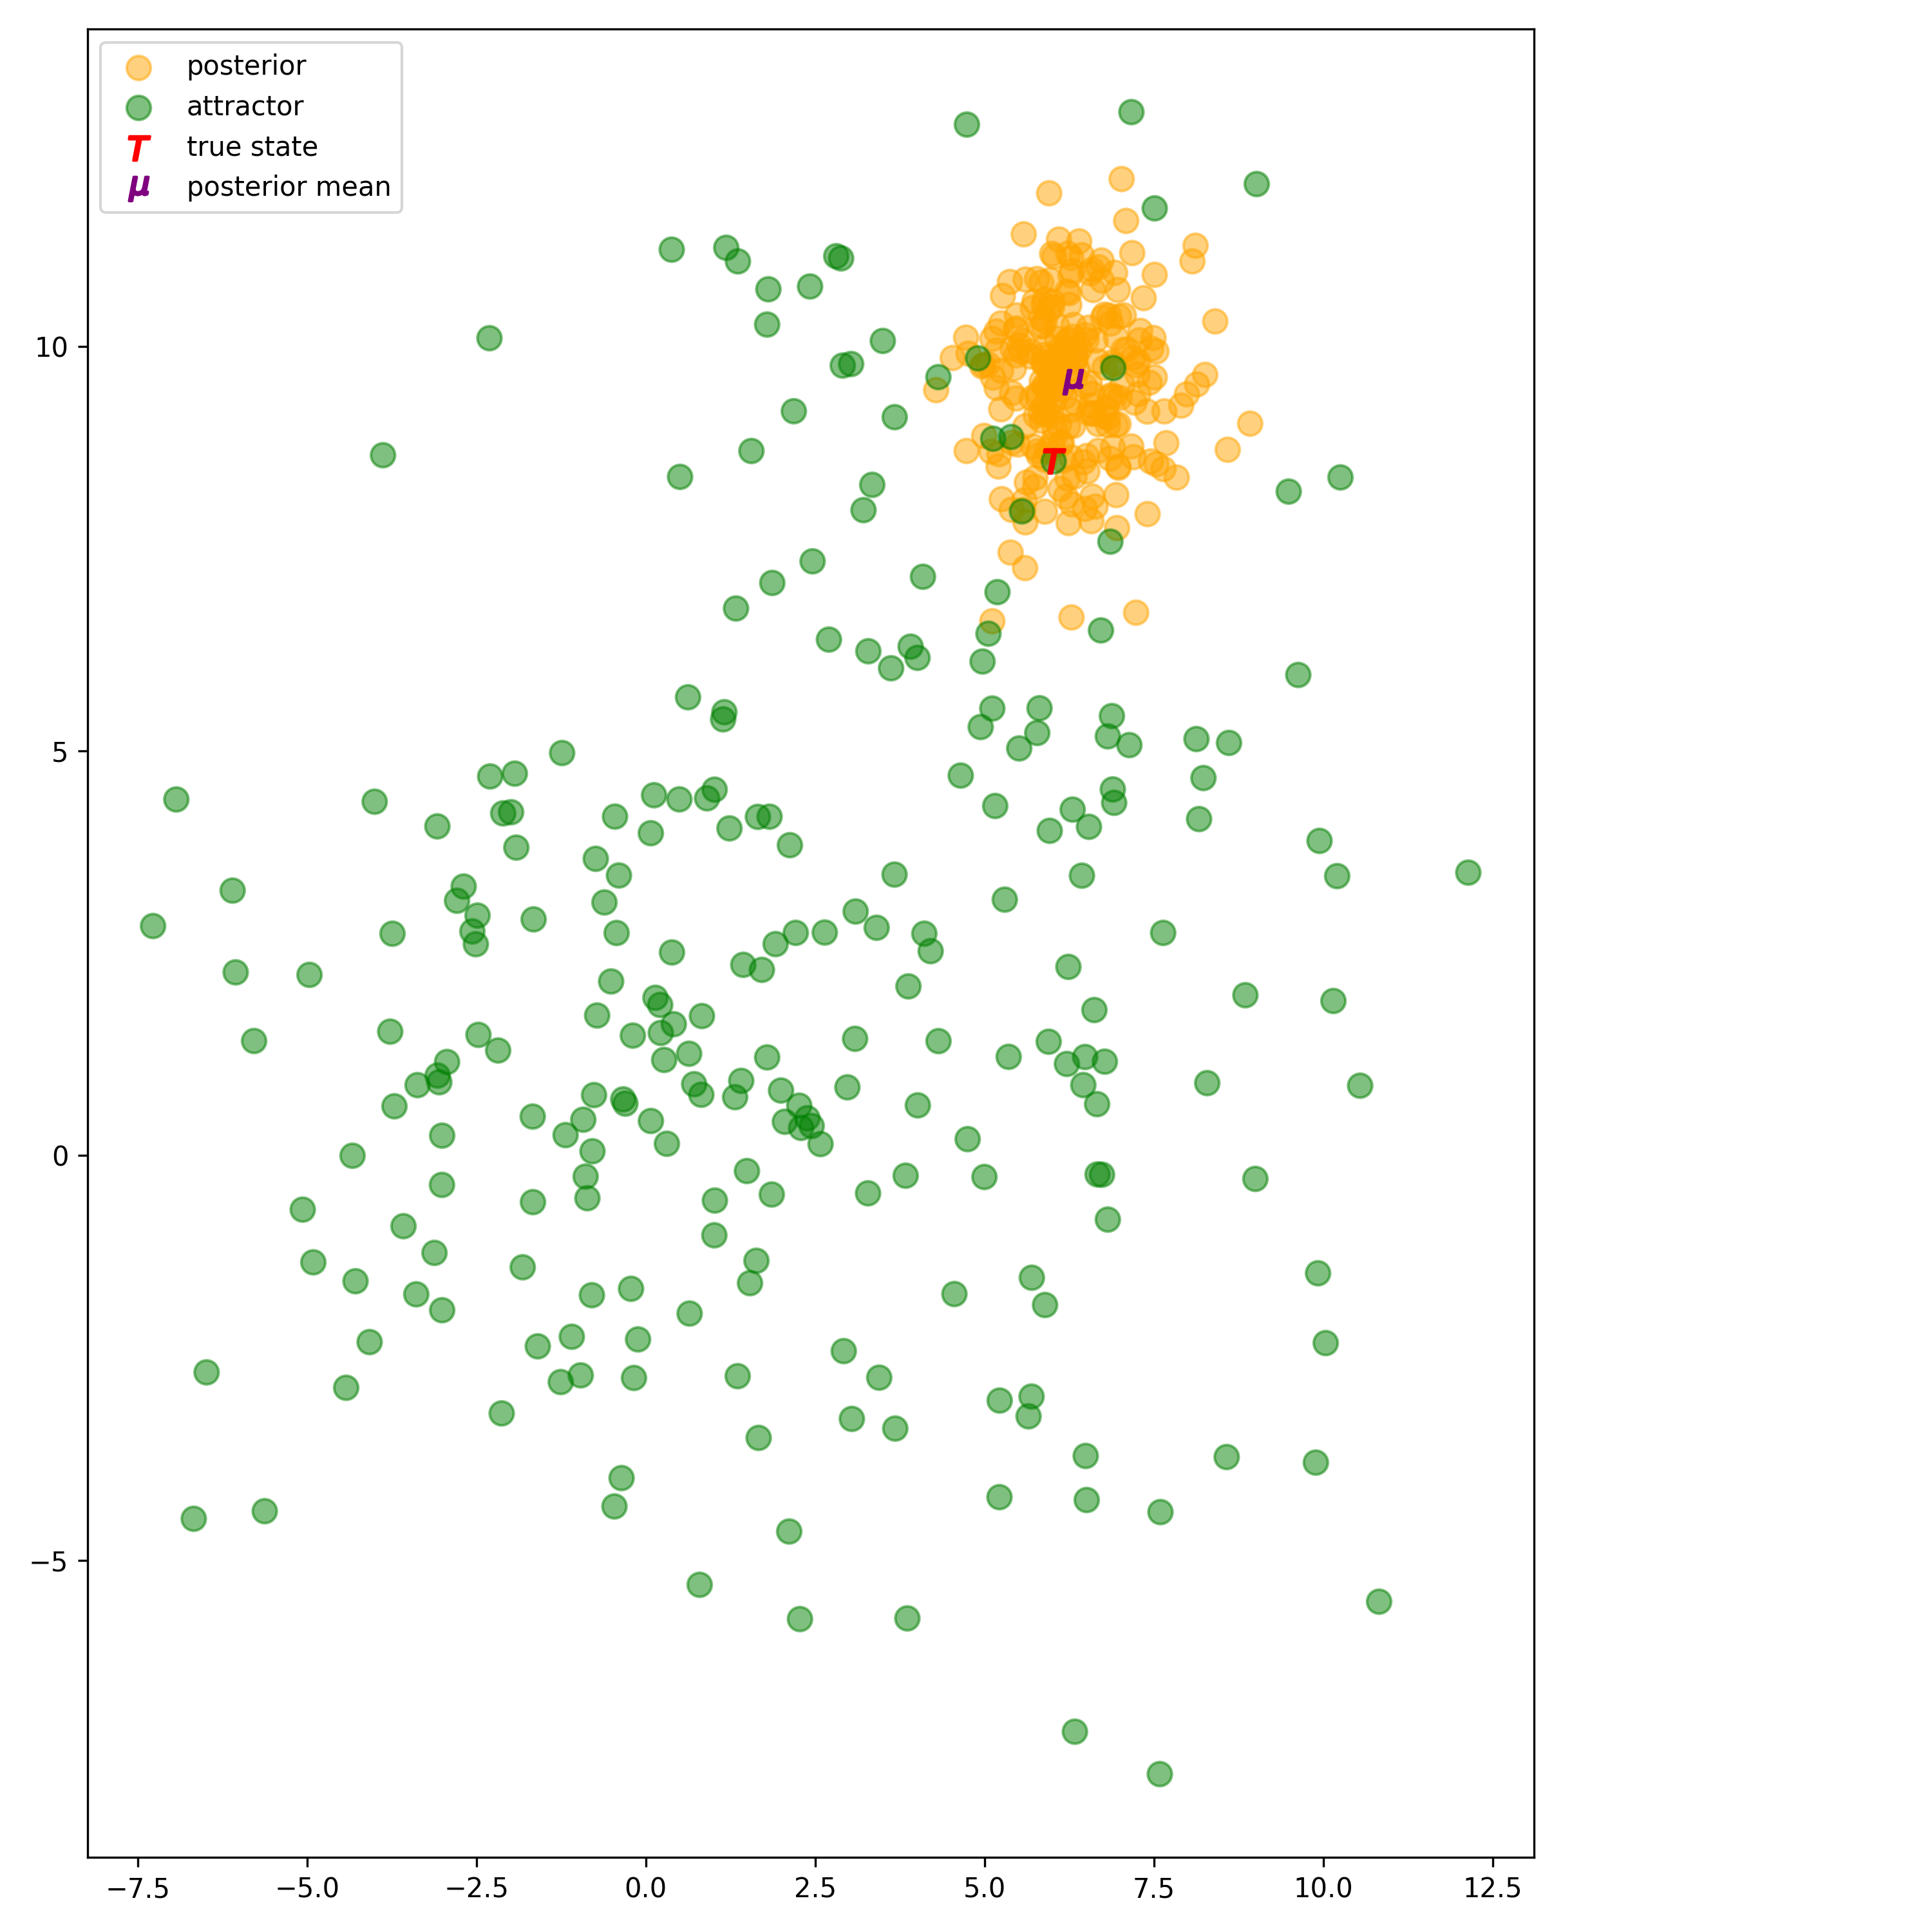 posterior
attractor
T true state
μ posterior mean
10
μ
T
5
0
−5
−7.5 −5.0 −2.5 0.0 2.5 5.0 7.5 10.0 12.5